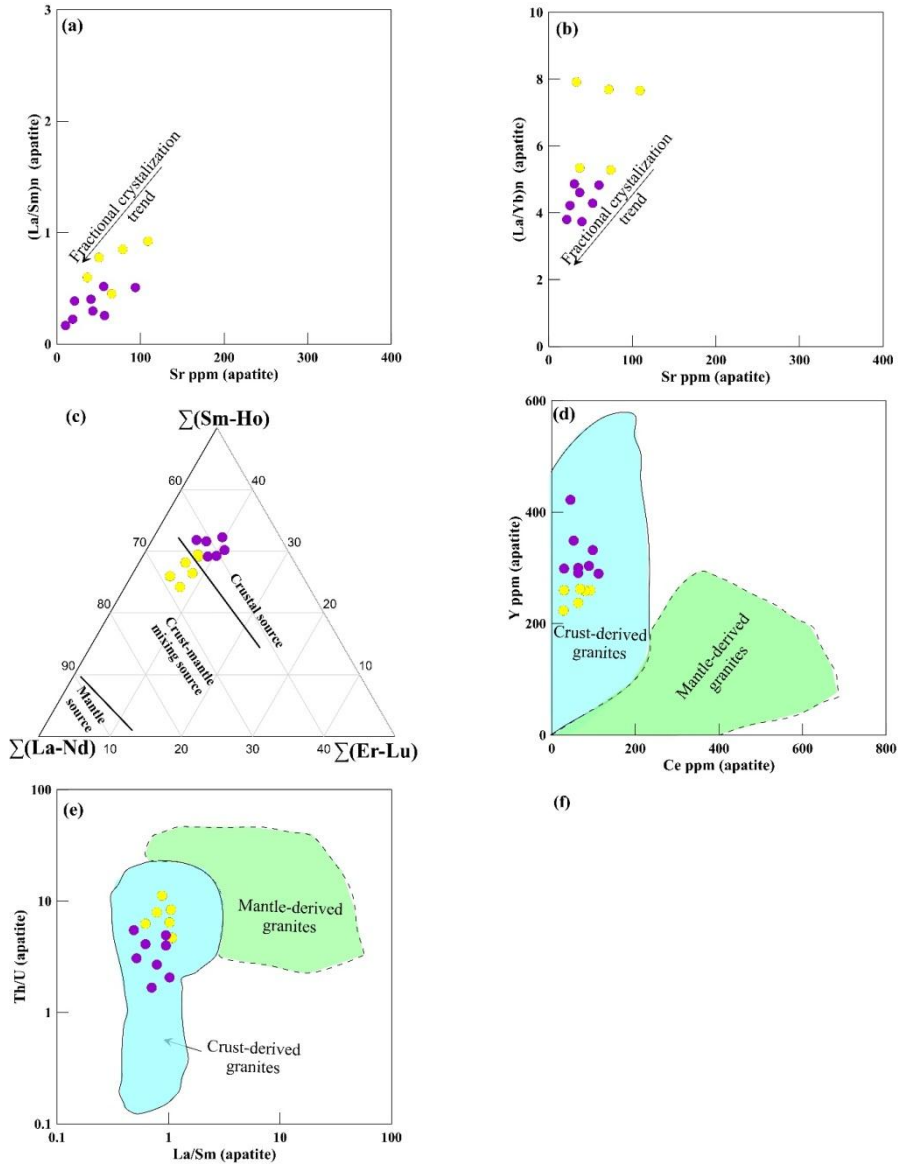 (a)
3
2
1
0
(La/Sm)n (apatite)
Fractional crystalization
trend
0 100 200 300 400
Sr ppm (apatite)
(b)
10
8
6
4
2
0
(La/Yb)n (apatite)
Fractional crystalization
trend
0 100 200 300 400
Sr ppm (apatite)
(c)
∑(Sm-Ho)
60 40
70 30
80 20
90 10
Crustal source
Crust-mantle
mixing source
Mantle
source
∑(La-Nd) 10 20 30 40 ∑(Er-Lu)
(d)
600
400
200
0
Y ppm (apatite)
Crust-derived
granites
Mantle-derived
granites
0 200 400 600 800
Ce ppm (apatite)
(e)
100
10
1
0.1
Th/U (apatite)
Mantle-derived
granites
Crust-derived
granites
0.1 1 10 100
La/Sm (apatite)
(f)